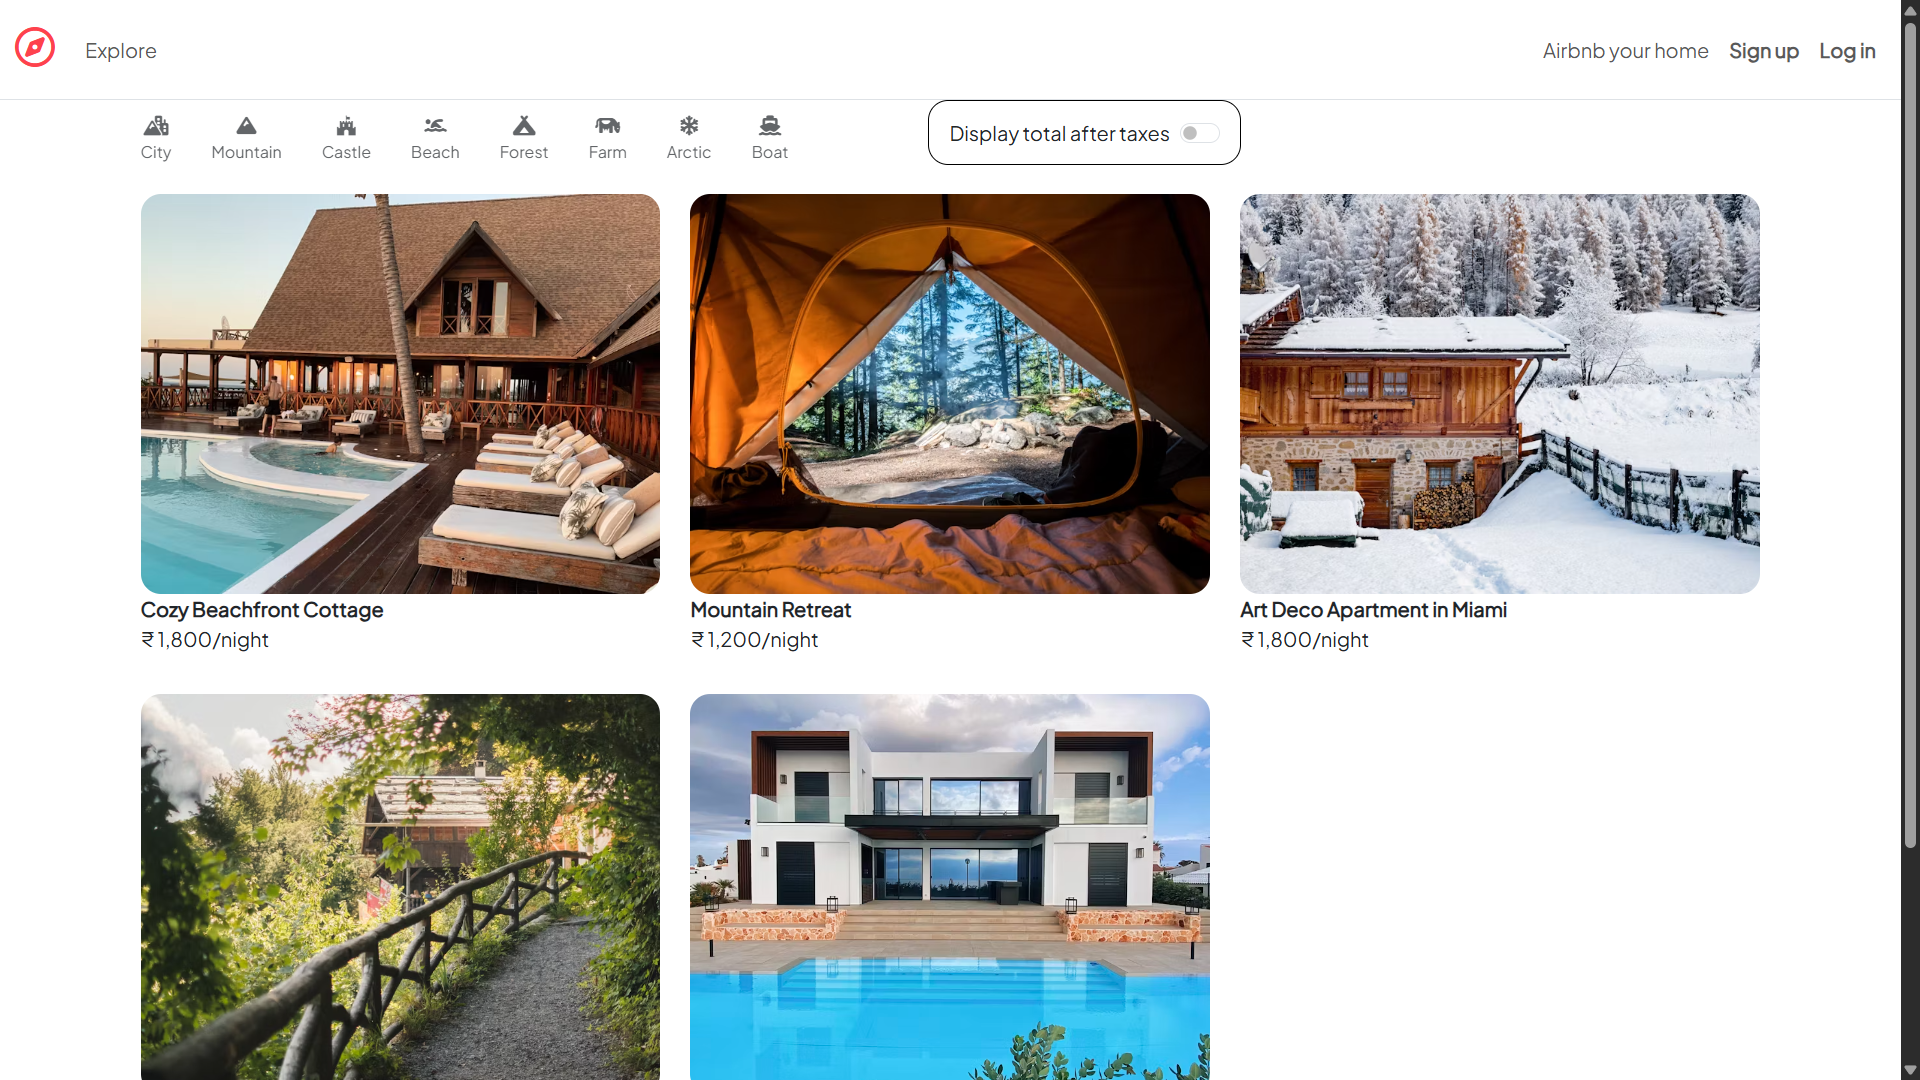 Explore
Airbnb your home
Sign up
Log in
City
Mountain
Castle
Beach
Forest
Farm
Arctic
Boat
Display total after taxes
Cozy Beachfront Cottage
₹1,800/night
Mountain Retreat
₹1,200/night
Art Deco Apartment in Miami
₹1,800/night